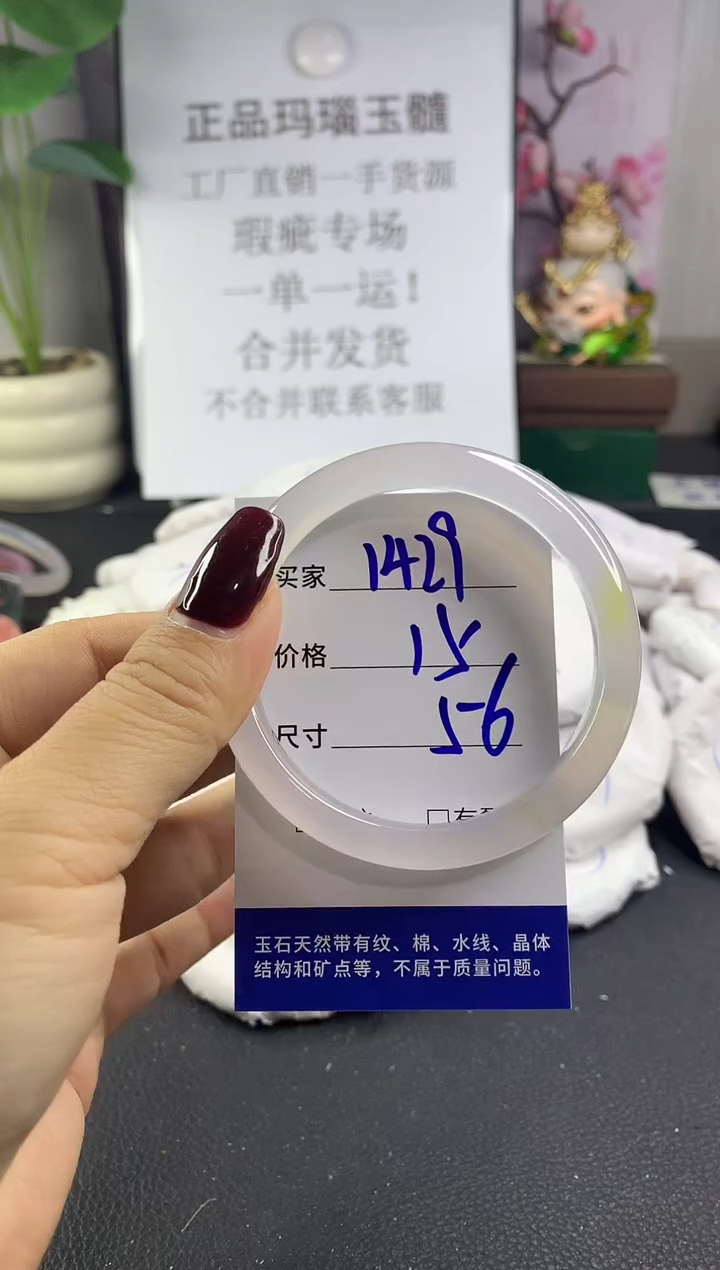 正品玛瑙玉髓
工厂直销一手货源
瑕疵专场
一单一运！
合并发货
不合并联系客服
买家 1429
价格 15
尺寸 56
□有
玉石天然带有纹、棉、水线、晶体
结构和矿点等，不属于质量问题。